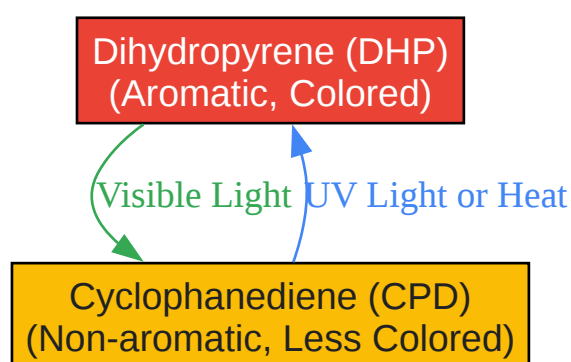 Dihydropyrene (DHP)
(Aromatic, Colored)
Visible Light
UV Light or Heat
Cyclophanediene (CPD)
(Non-aromatic, Less Colored)